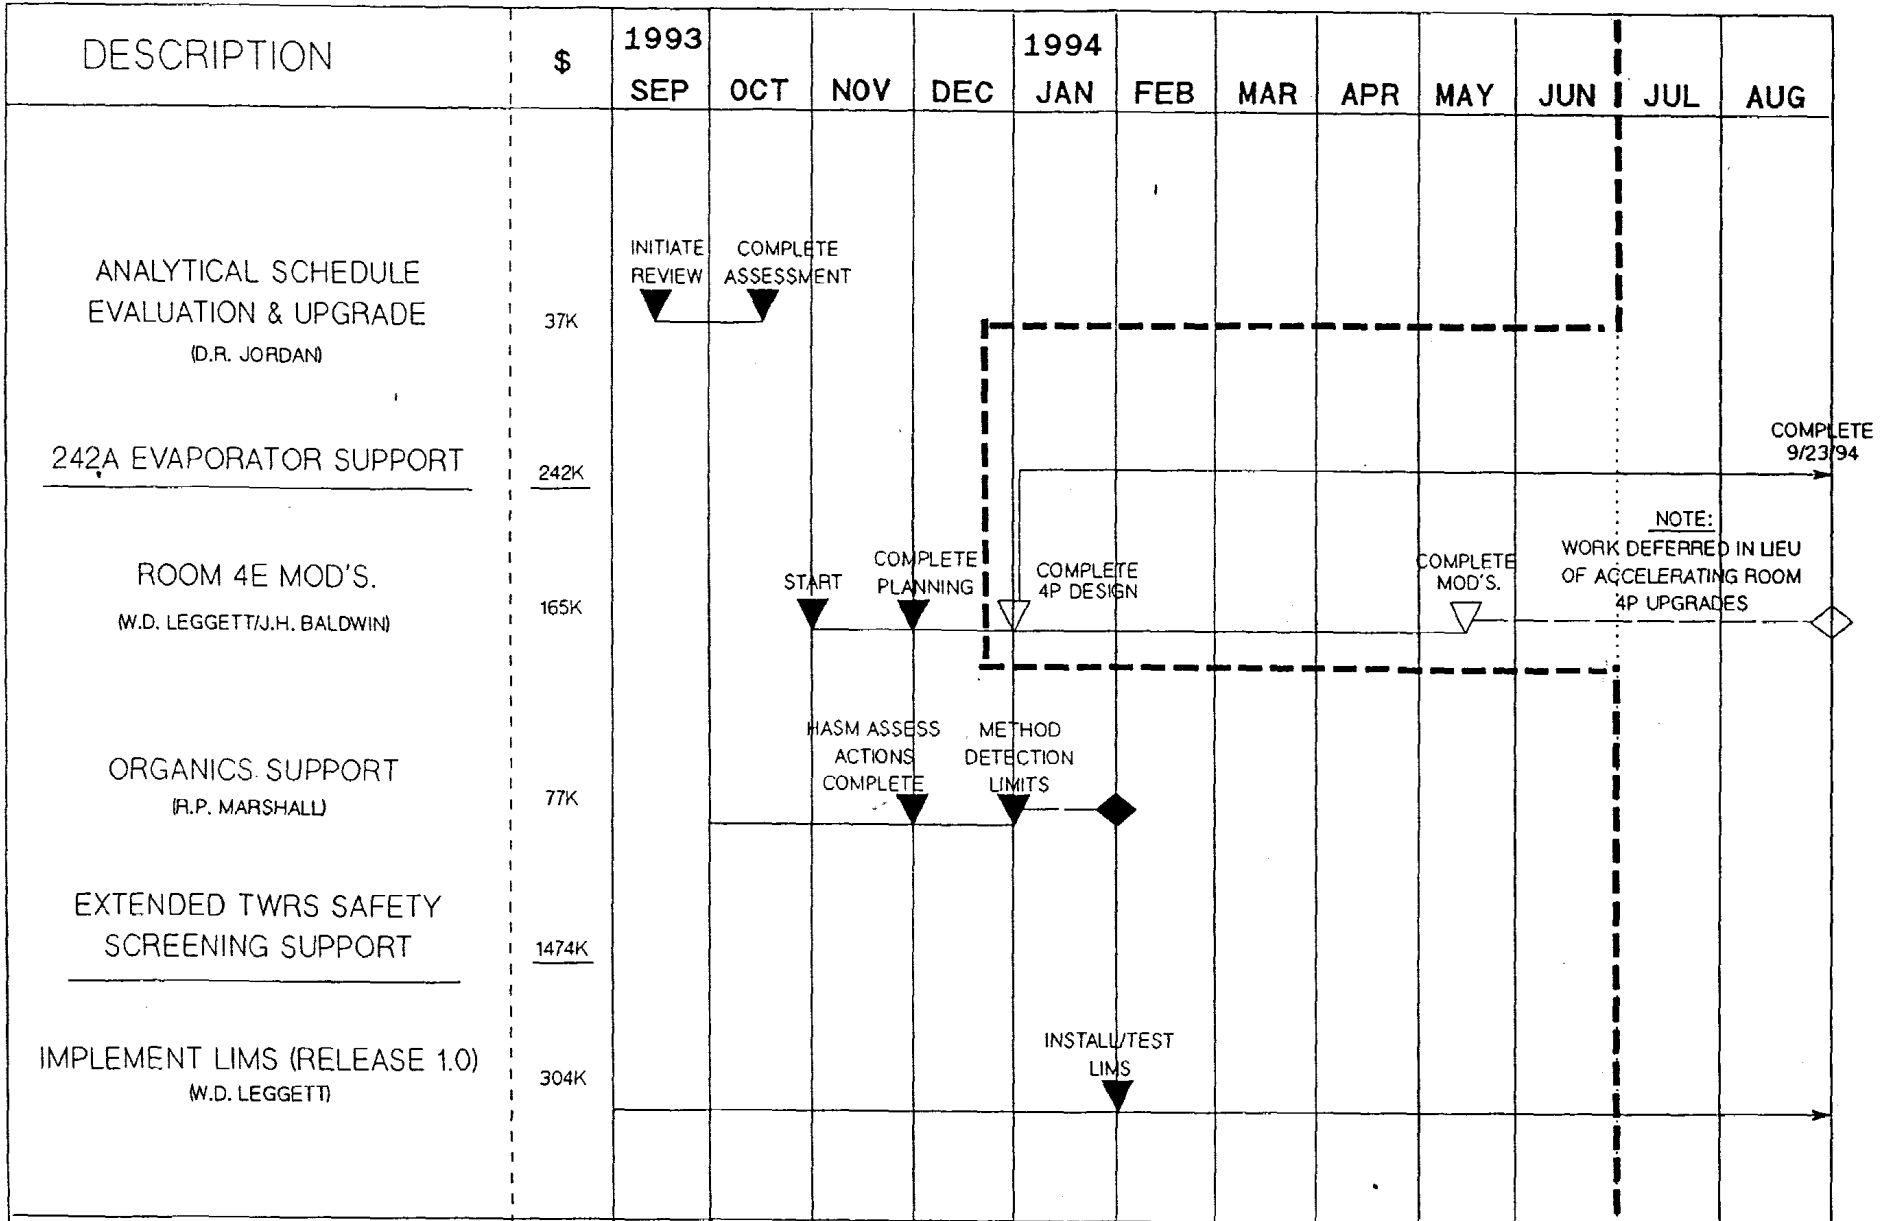 DESCRIPTION
$
1993
1994
SEP OCT NOV DEC JAN FEB MAR APR MAY JUN JUL AUG
ANALYTICAL SCHEDULE
EVALUATION & UPGRADE
(D.R. JORDAN)
37K
INITIATE
REVIEW
COMPLETE
ASSESSMENT
242A EVAPORATOR SUPPORT
242K
COMPLETE
9/23/94
ROOM 4E MOD'S.
(W.D. LEGGETT/J.H. BALDWIN)
165K
START
COMPLETE
PLANNING
COMPLETE
4P DESIGN
COMPLETE
MOD'S.
NOTE:
WORK DEFERRED IN LIEU
OF ACCELERATING ROOM
4P UPGRADES
ORGANICS SUPPORT
(R.P. MARSHALL)
77K
HASM ASSESS
ACTIONS
COMPLETE
METHOD
DETECTION
LIMITS
EXTENDED TWRS SAFETY
SCREENING SUPPORT
1474K
IMPLEMENT LIMS (RELEASE 1.0)
(W.D. LEGGETT)
304K
INSTALL/TEST
LIMS